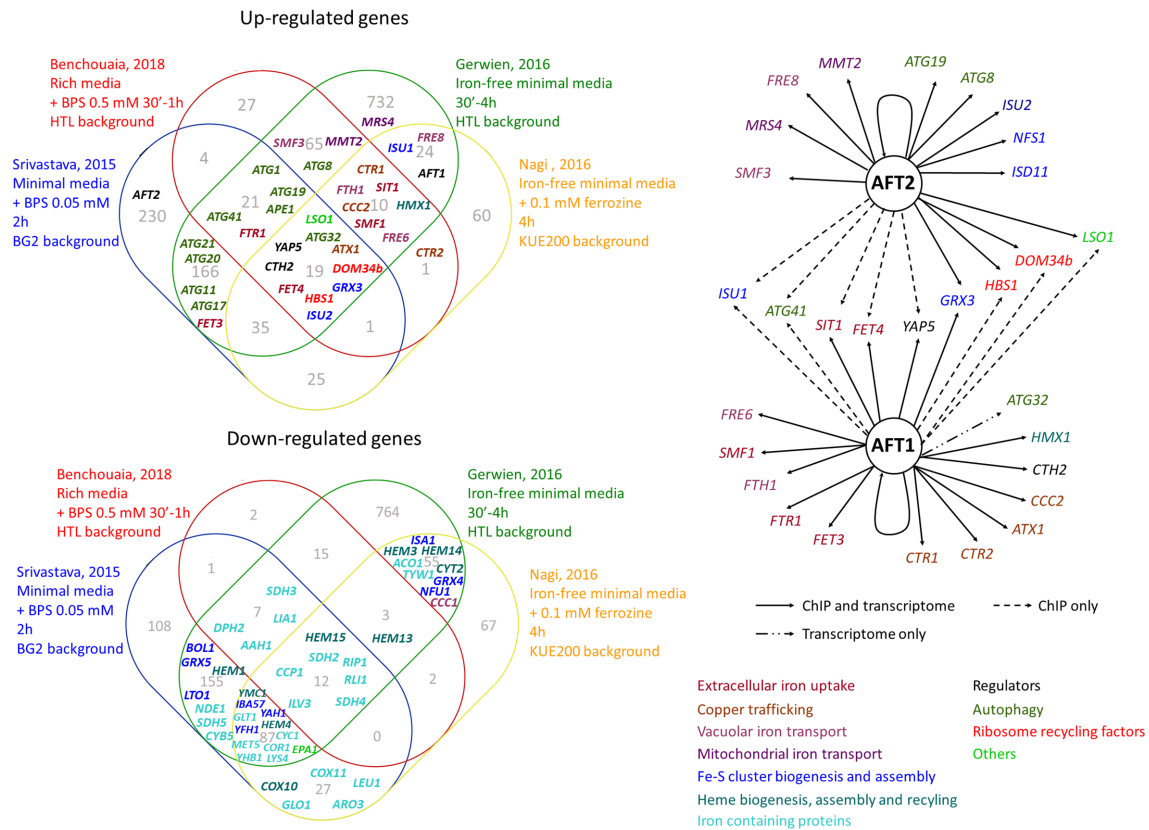 Up-regulated genes
Benchouaia, 2018
Rich media
+ BPS 0.5 mM 30’-1h
HTL background
Gerwien, 2016
Iron-free minimal media
30’-4h
HTL background
Srivastava, 2015
Minimal media
+ BPS 0.05 mM
2h
BG2 background
Nagi , 2016
Iron-free minimal media
+ 0.1 mM ferrozine
4h
KUE200 background
27
732
MRS4
SMF3
65
MMT2
ISU1
FRE8
24
4
ATG1
ATG8
CTR1
AFT1
AFT2
230
21
ATG19
APE1
FTH1
SIT1
CCC2
10
HMX1
60
ATG41
LSO1
SMF1
FTR1
ATG32
FRE6
ATG21
YAP5
ATX1
CTR2
ATG20
166
CTH2
19
DOM34b
1
ATG11
FET4
GRX3
ATG17
HBS1
FET3
35
ISU2
1
25
Down-regulated genes
Benchouaia, 2018
Rich media
+ BPS 0.5 mM 30’-1h
HTL background
Gerwien, 2016
Iron-free minimal media
30’-4h
HTL background
Srivastava, 2015
Minimal media
+ BPS 0.05 mM
2h
BG2 background
Nagi, 2016
Iron-free minimal media
+ 0.1 mM ferrozine
4h
KUE200 background
2
764
ISA1
15
HEM3
HEM14
ACO1
55
CYT2
1
TYW1
GRX4
SDH3
NFU1
CCC1
108
7
LIA1
3
67
DPH2
HEM15
HEM13
BOL1
AAH1
SDH2
RIP1
GRX5
HEM1
CCP1
155
12
RLI1
2
LTO1
YMC1
IBA57
ILV3
SDH4
NDE1
GLT1
YAH1
SDH5
YFH1
HEM4
CYB5
87
CYC1
0
MET5
COR1
EPA1
YHB1
LYS4
COX10
COX11
27
LEU1
GLO1
ARO3
MMT2
ATG19
FRE8
ATG8
ISU2
MRS4
NFS1
SMF3
AFT2
ISD11
LSO1
DOM34b
HBS1
ISU1
GRX3
ATG41
SIT1
FET4
YAP5
ATG32
FRE6
HMX1
SMF1
AFT1
CTH2
FTH1
CCC2
FTR1
ATX1
FET3
CTR1
CTR2
ChIP and transcriptome
ChIP only
Transcriptome only
Extracellular iron uptake
Copper trafficking
Vacuolar iron transport
Mitochondrial iron transport
Fe-S cluster biogenesis and assembly
Heme biogenesis, assembly and recyling
Iron containing proteins
Regulators
Autophagy
Ribosome recycling factors
Others